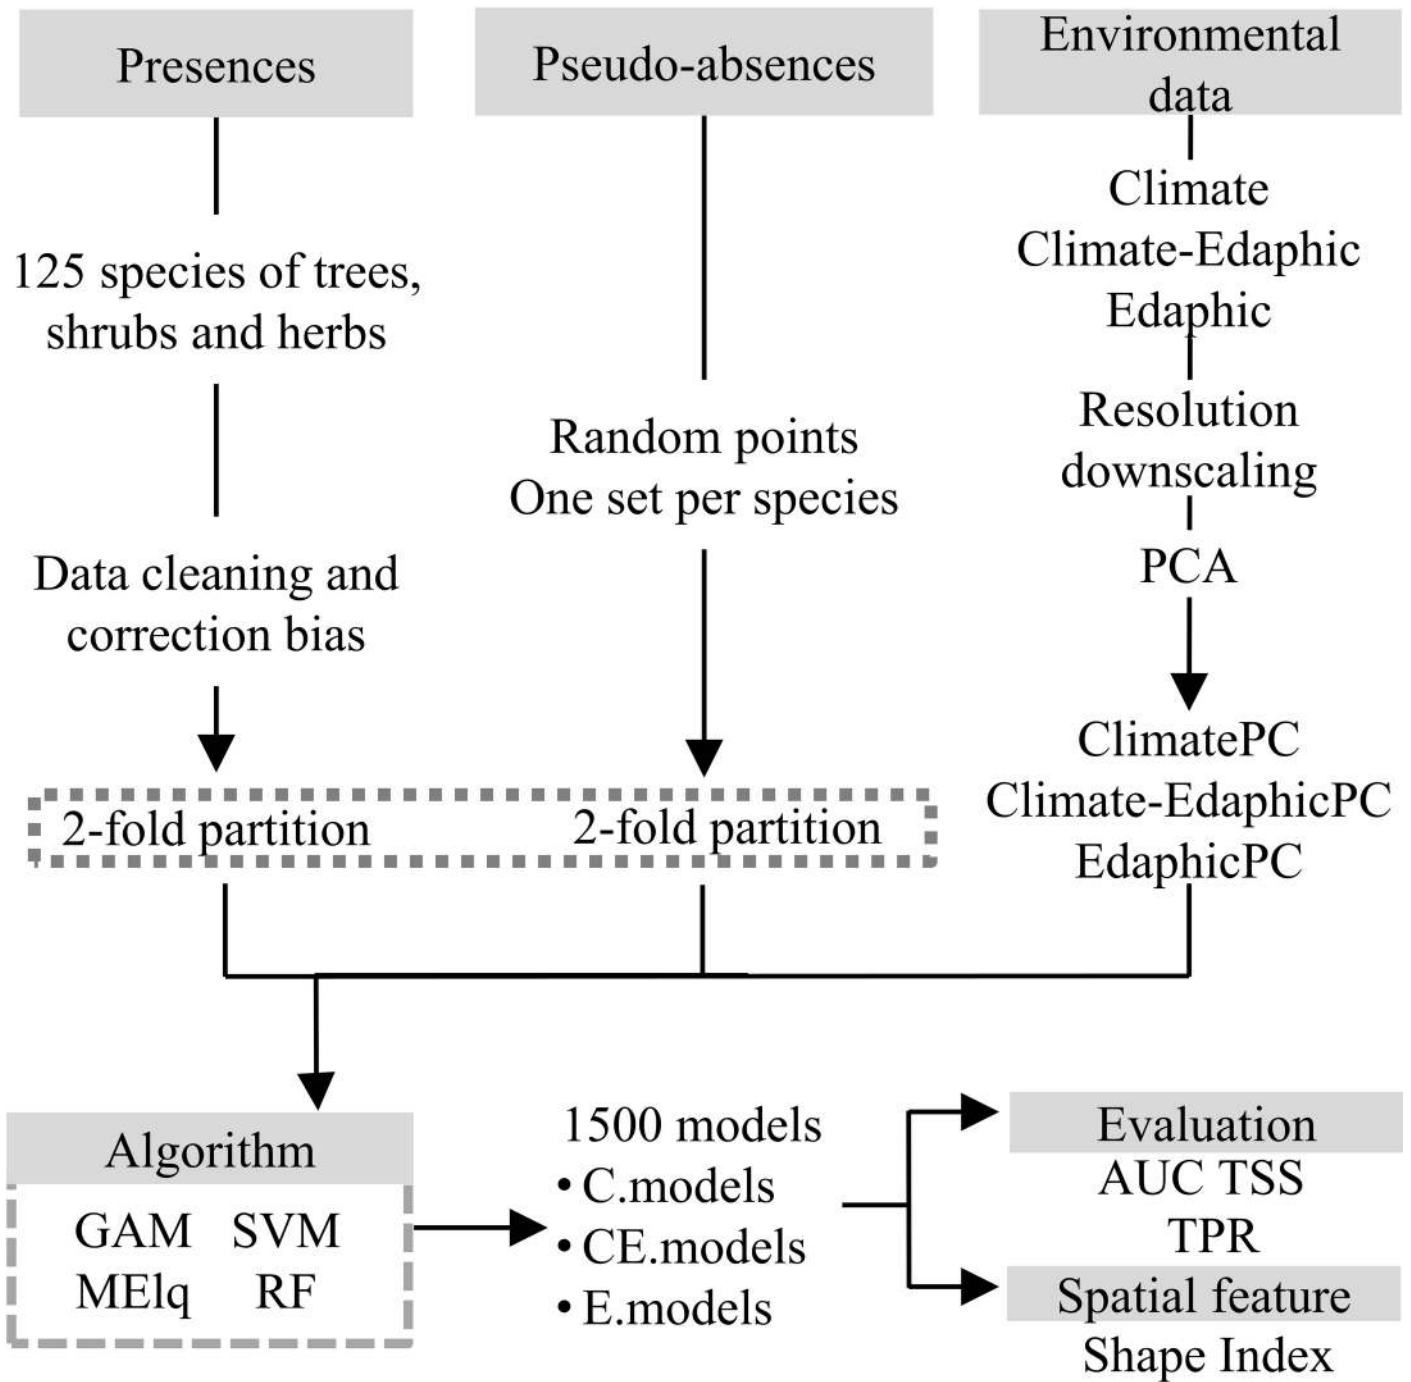 Presences
125 species of trees,
shrubs and herbs
Data cleaning and
correction bias
2-fold partition
Pseudo-absences
Random points
One set per species
2-fold partition
Environmental
data
Climate
Climate-Edaphic
Edaphic
Resolution
downscaling
PCA
ClimatePC
Climate-EdaphicPC
EdaphicPC
Algorithm
GAM SVM
MElq RF
1500 models
• C.models
• CE.models
• E.models
Evaluation
AUC TSS
TPR
Spatial feature
Shape Index